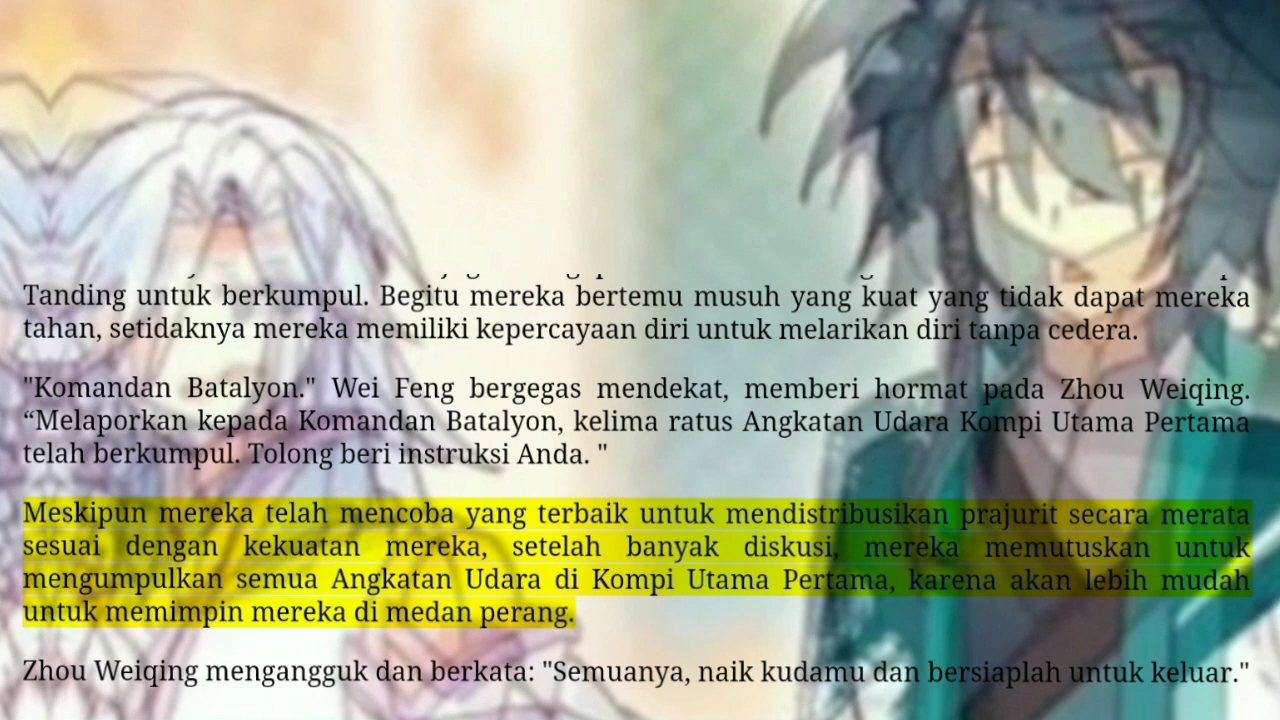 Tanding untuk berkumpul. Begitu mereka bertemu musuh yang kuat yang tidak dapat mereka
tahan, setidaknya mereka memiliki kepercayaan diri untuk melarikan diri tanpa cedera.
"Komandan Batalyon." Wei Feng bergegas mendekat, memberi hormat pada Zhou Weiqing.
“Melaporkan kepada Komandan Batalyon, kelima ratus Angkatan Udara Kompi Utama Pertama
telah berkumpul. Tolong beri instruksi Anda. "
Meskipun mereka telah mencoba yang terbaik untuk mendistribusikan prajurit secara merata
sesuai dengan kekuatan mereka, setelah banyak diskusi, mereka memutuskan untuk
mengumpulkan semua Angkatan Udara di Kompi Utama Pertama, karena akan lebih mudah
untuk memimpin mereka di medan perang.
Zhou Weiqing mengangguk dan berkata: "Semuanya, naik kudamu dan bersiaplah untuk keluar."